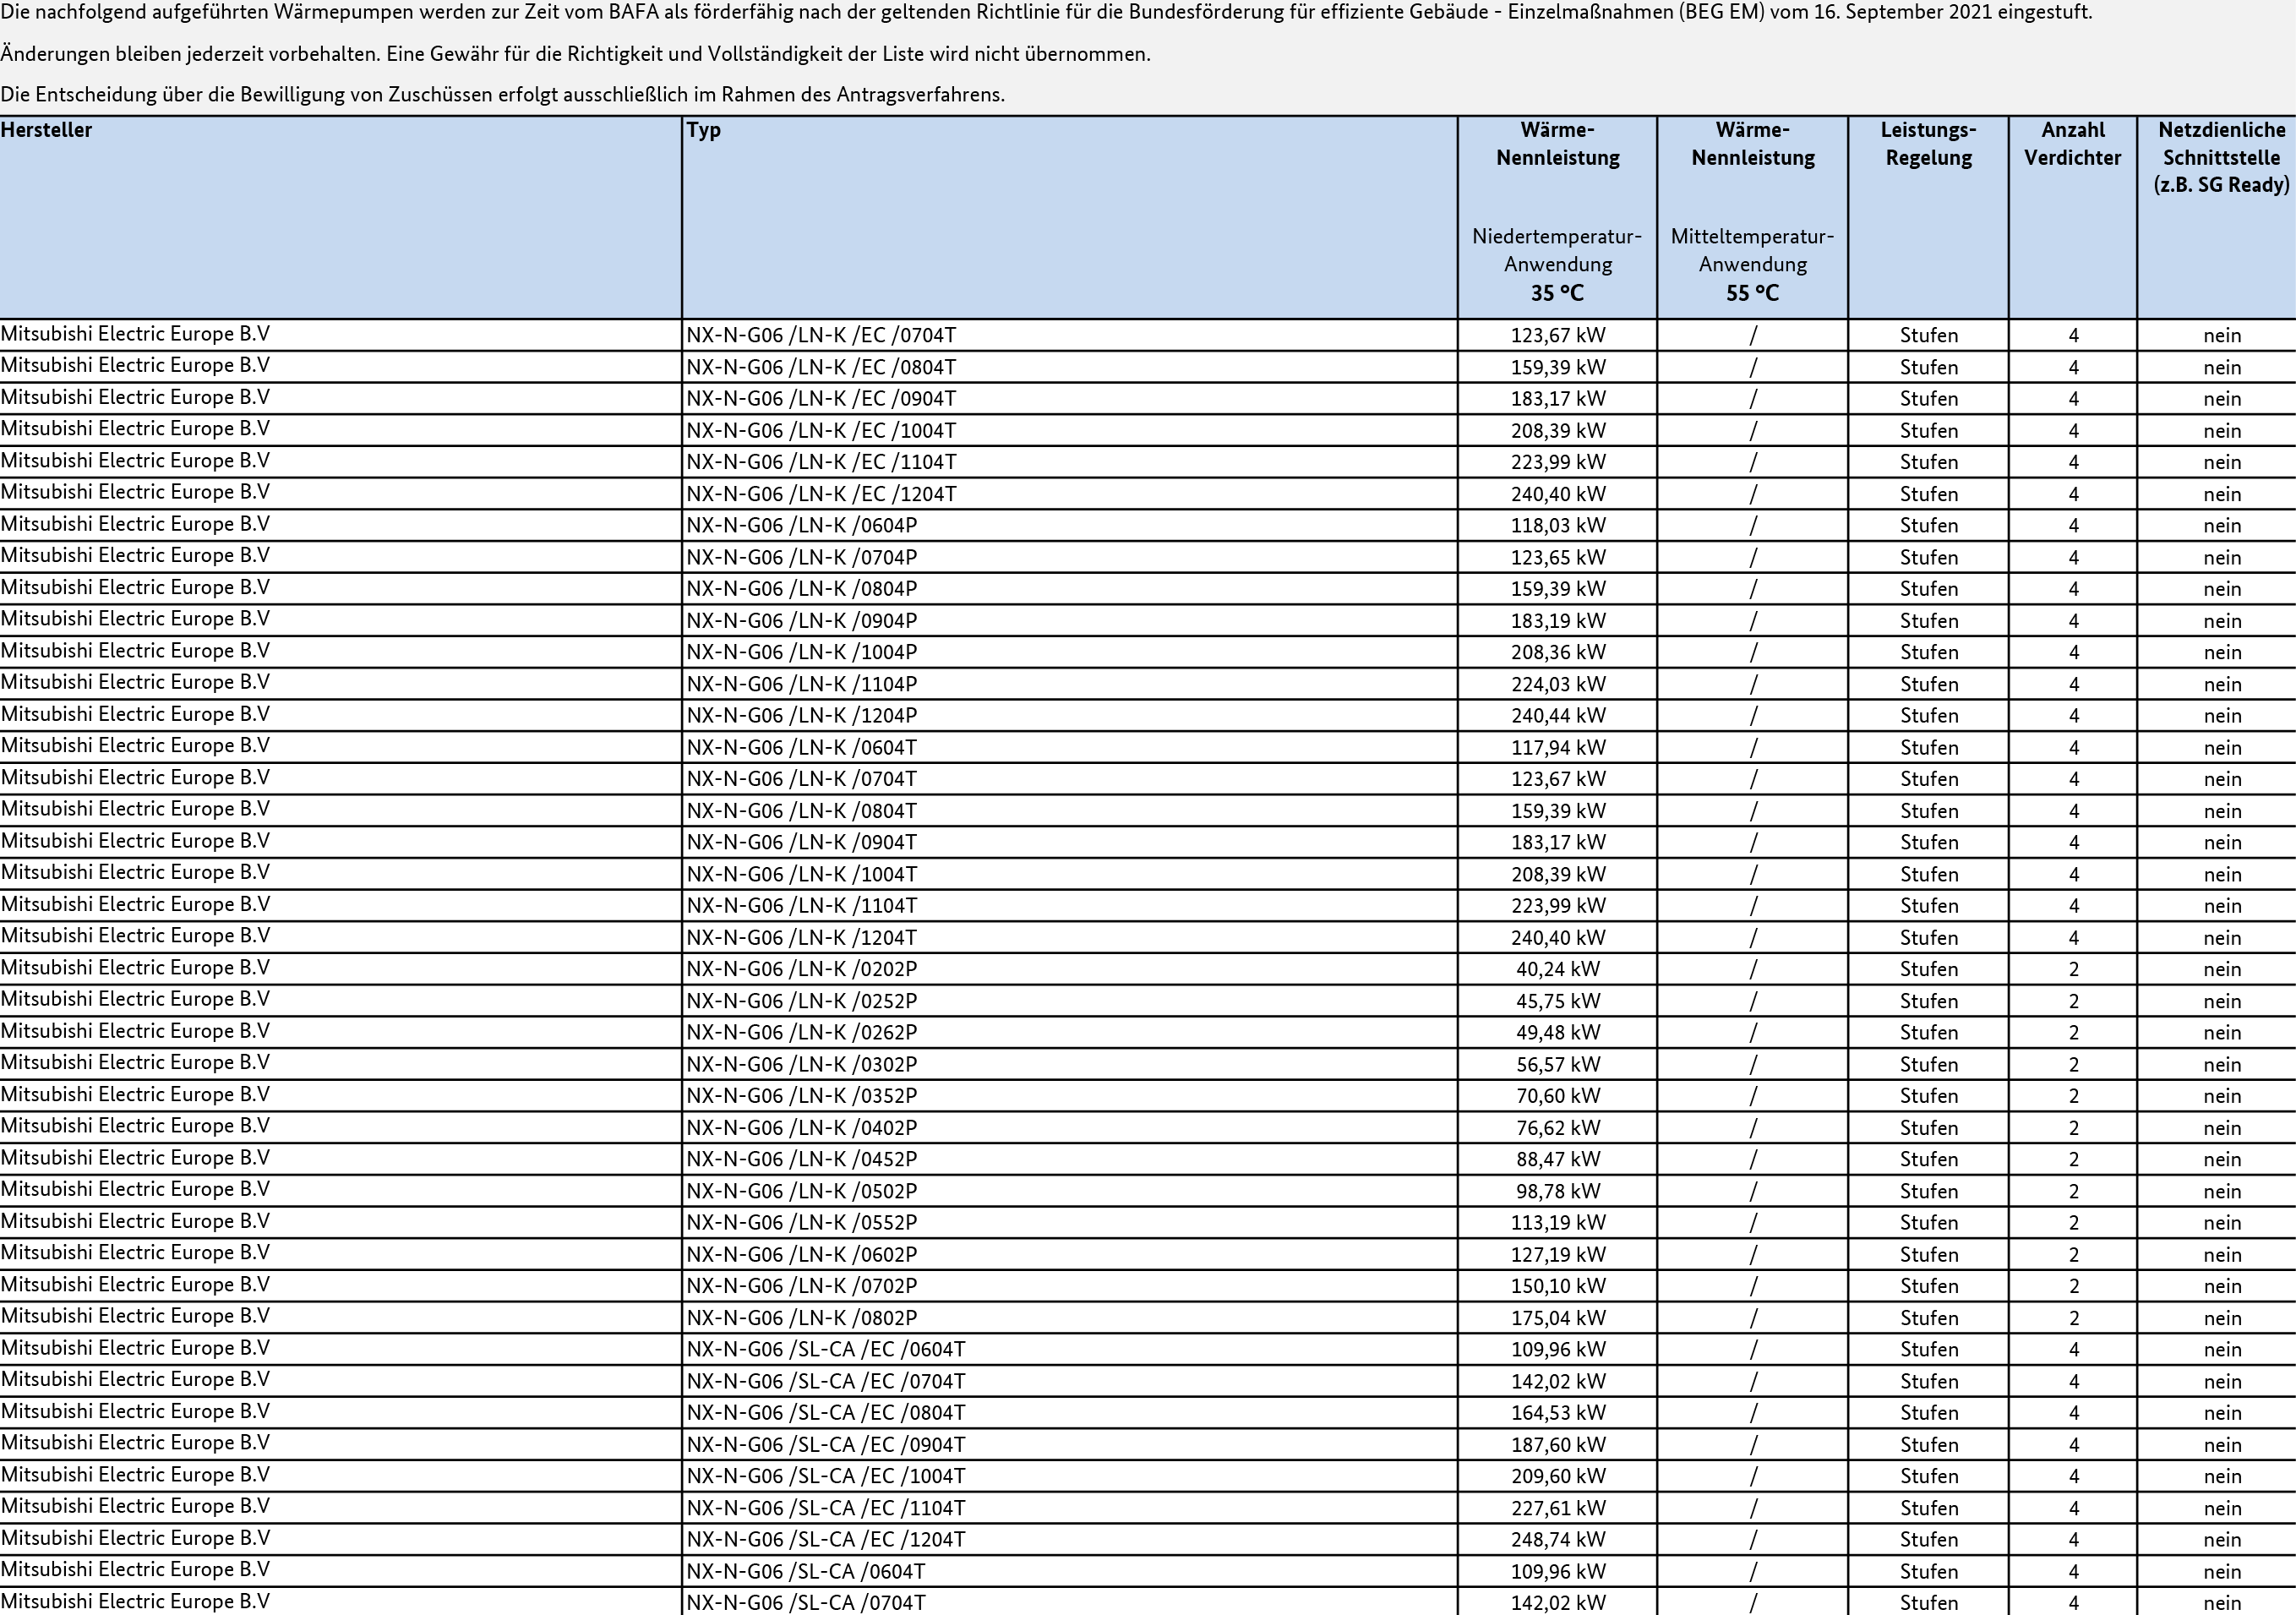 Die nachfolgend aufgeführten Wärmepumpen werden zur Zeit vom BAFA als förderfähig nach der geltenden Richtlinie für die Bundesförderung für effiziente Gebäude - Einzelmaßnahmen (BEG EM) vom 16. September 2021 eingestuft.
Änderungen bleiben jederzeit vorbehalten. Eine Gewähr für die Richtigkeit und Vollständigkeit der Liste wird nicht übernommen.
Die Entscheidung über die Bewilligung von Zuschüssen erfolgt ausschließlich im Rahmen des Antragsverfahrens.
Hersteller Typ Wärme- Wärme- Leistungs- Anzahl Netzdienliche
Nennleistung Nennleistung Regelung Verdichter Schnittstelle
(z.B. SG Ready)
Niedertemperatur- Mitteltemperatur-
Anwendung Anwendung
35 °C 55 °C
Mitsubishi Electric Europe B.V NX-N-G06 /LN-K /EC /0704T 123,67 kW / Stufen 4 nein
Mitsubishi Electric Europe B.V NX-N-G06 /LN-K /EC /0804T 159,39 kW / Stufen 4 nein
Mitsubishi Electric Europe B.V NX-N-G06 /LN-K /EC /0904T 183,17 kW / Stufen 4 nein
Mitsubishi Electric Europe B.V NX-N-G06 /LN-K /EC /1004T 208,39 kW / Stufen 4 nein
Mitsubishi Electric Europe B.V NX-N-G06 /LN-K /EC /1104T 223,99 kW / Stufen 4 nein
Mitsubishi Electric Europe B.V NX-N-G06 /LN-K /EC /1204T 240,40 kW / Stufen 4 nein
Mitsubishi Electric Europe B.V NX-N-G06 /LN-K /0604P 118,03 kW / Stufen 4 nein
Mitsubishi Electric Europe B.V NX-N-G06 /LN-K /0704P 123,65 kW / Stufen 4 nein
Mitsubishi Electric Europe B.V NX-N-G06 /LN-K /0804P 159,39 kW / Stufen 4 nein
Mitsubishi Electric Europe B.V NX-N-G06 /LN-K /0904P 183,19 kW / Stufen 4 nein
Mitsubishi Electric Europe B.V NX-N-G06 /LN-K /1004P 208,36 kW / Stufen 4 nein
Mitsubishi Electric Europe B.V NX-N-G06 /LN-K /1104P 224,03 kW / Stufen 4 nein
Mitsubishi Electric Europe B.V NX-N-G06 /LN-K /1204P 240,44 kW / Stufen 4 nein
Mitsubishi Electric Europe B.V NX-N-G06 /LN-K /0604T 117,94 kW / Stufen 4 nein
Mitsubishi Electric Europe B.V NX-N-G06 /LN-K /0704T 123,67 kW / Stufen 4 nein
Mitsubishi Electric Europe B.V NX-N-G06 /LN-K /0804T 159,39 kW / Stufen 4 nein
Mitsubishi Electric Europe B.V NX-N-G06 /LN-K /0904T 183,17 kW / Stufen 4 nein
Mitsubishi Electric Europe B.V NX-N-G06 /LN-K /1004T 208,39 kW / Stufen 4 nein
Mitsubishi Electric Europe B.V NX-N-G06 /LN-K /1104T 223,99 kW / Stufen 4 nein
Mitsubishi Electric Europe B.V NX-N-G06 /LN-K /1204T 240,40 kW / Stufen 4 nein
Mitsubishi Electric Europe B.V NX-N-G06 /LN-K /0202P 40,24 kW / Stufen 2 nein
Mitsubishi Electric Europe B.V NX-N-G06 /LN-K /0252P 45,75 kW / Stufen 2 nein
Mitsubishi Electric Europe B.V NX-N-G06 /LN-K /0262P 49,48 kW / Stufen 2 nein
Mitsubishi Electric Europe B.V NX-N-G06 /LN-K /0302P 56,57 kW / Stufen 2 nein
Mitsubishi Electric Europe B.V NX-N-G06 /LN-K /0352P 70,60 kW / Stufen 2 nein
Mitsubishi Electric Europe B.V NX-N-G06 /LN-K /0402P 76,62 kW / Stufen 2 nein
Mitsubishi Electric Europe B.V NX-N-G06 /LN-K /0452P 88,47 kW / Stufen 2 nein
Mitsubishi Electric Europe B.V NX-N-G06 /LN-K /0502P 98,78 kW / Stufen 2 nein
Mitsubishi Electric Europe B.V NX-N-G06 /LN-K /0552P 113,19 kW / Stufen 2 nein
Mitsubishi Electric Europe B.V NX-N-G06 /LN-K /0602P 127,19 kW / Stufen 2 nein
Mitsubishi Electric Europe B.V NX-N-G06 /LN-K /0702P 150,10 kW / Stufen 2 nein
Mitsubishi Electric Europe B.V NX-N-G06 /LN-K /0802P 175,04 kW / Stufen 2 nein
Mitsubishi Electric Europe B.V NX-N-G06 /SL-CA /EC /0604T 109,96 kW / Stufen 4 nein
Mitsubishi Electric Europe B.V NX-N-G06 /SL-CA /EC /0704T 142,02 kW / Stufen 4 nein
Mitsubishi Electric Europe B.V NX-N-G06 /SL-CA /EC /0804T 164,53 kW / Stufen 4 nein
Mitsubishi Electric Europe B.V NX-N-G06 /SL-CA /EC /0904T 187,60 kW / Stufen 4 nein
Mitsubishi Electric Europe B.V NX-N-G06 /SL-CA /EC /1004T 209,60 kW / Stufen 4 nein
Mitsubishi Electric Europe B.V NX-N-G06 /SL-CA /EC /1104T 227,61 kW / Stufen 4 nein
Mitsubishi Electric Europe B.V NX-N-G06 /SL-CA /EC /1204T 248,74 kW / Stufen 4 nein
Mitsubishi Electric Europe B.V NX-N-G06 /SL-CA /0604T 109,96 kW / Stufen 4 nein
Mitsubishi Electric Europe B.V NX-N-G06 /SL-CA /0704T 142,02 kW / Stufen 4 nein